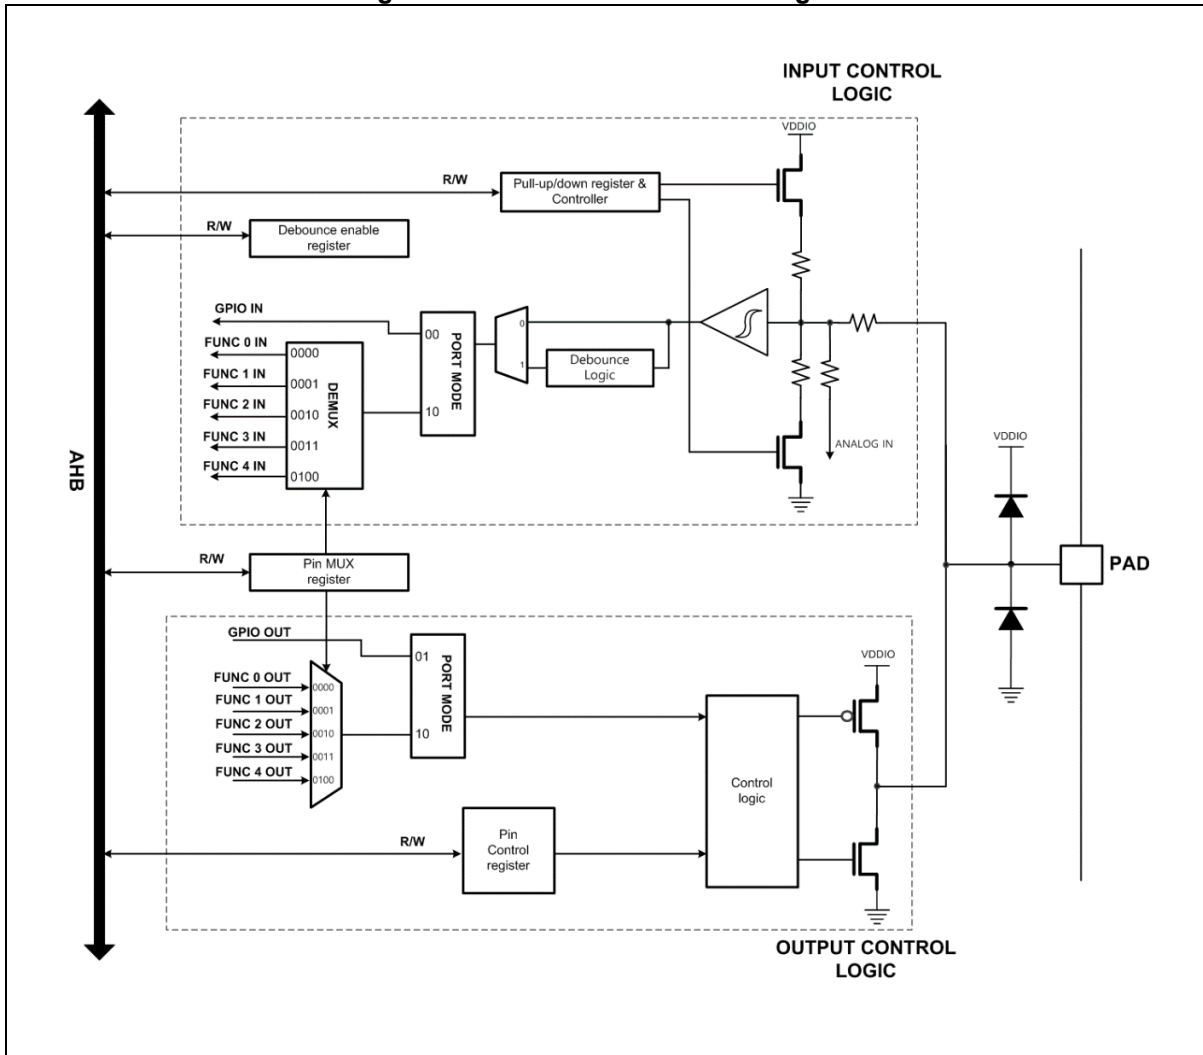 INPUT CONTROL
LOGIC
VDDIO
R/W
Pull-up/down register &
Controller
R/W
Debounce enable
register
GPIO IN
00
PORT MODE
10
0
1
Debounce
Logic
FUNC 0 IN
0000
FUNC 1 IN
0001
FUNC 2 IN
0010
FUNC 3 IN
0011
FUNC 4 IN
0100
DEMUX
ANALOG IN
AHB
VDDIO
R/W
Pin MUX
register
PAD
GPIO OUT
01
PORT MODE
10
FUNC 0 OUT
0000
FUNC 1 OUT
0001
FUNC 2 OUT
0010
FUNC 3 OUT
0011
FUNC 4 OUT
0100
VDDIO
Control
logic
R/W
Pin
Control
register
OUTPUT CONTROL
LOGIC